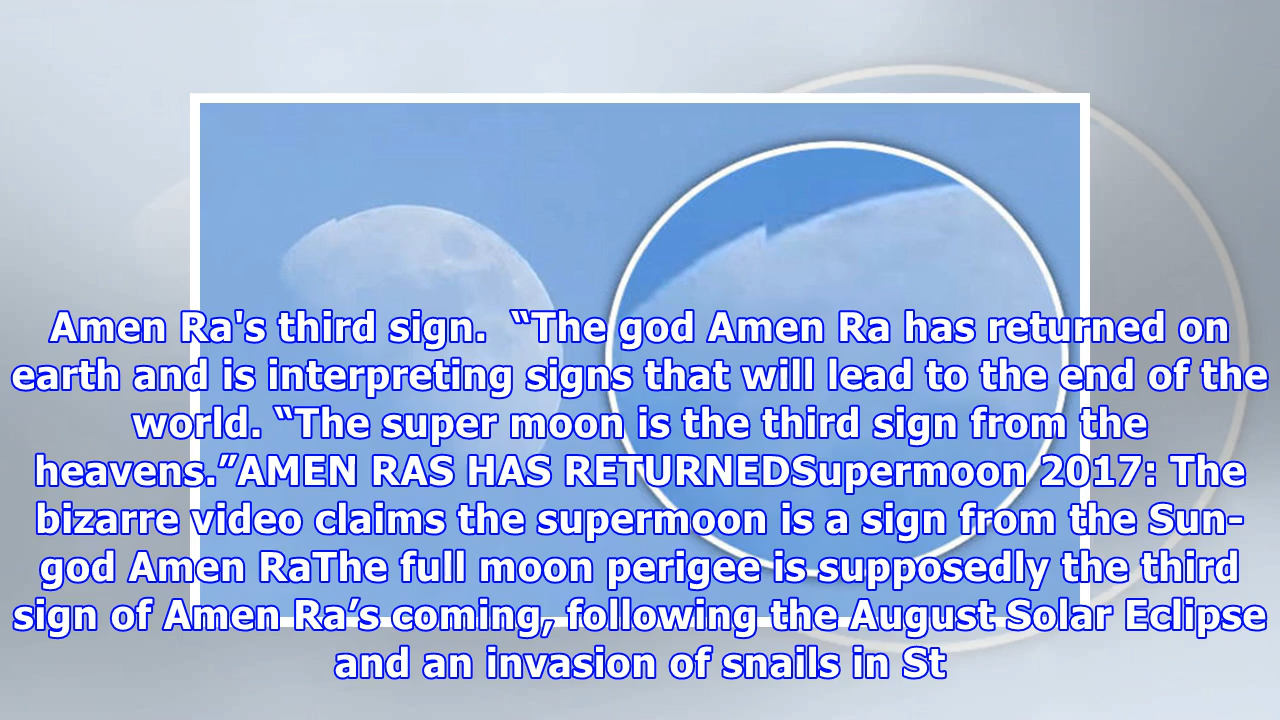 Amen Ra's third sign.  “The god Amen Ra has returned on
earth and is interpreting signs that will lead to the end of the
world. “The super moon is the third sign from the
heavens.”AMEN RAS HAS RETURNEDSupermoon 2017: The
bizarre video claims the supermoon is a sign from the Sun-
god Amen RaThe full moon perigee is supposedly the third
sign of Amen Ra’s coming, following the August Solar Eclipse
and an invasion of snails in St